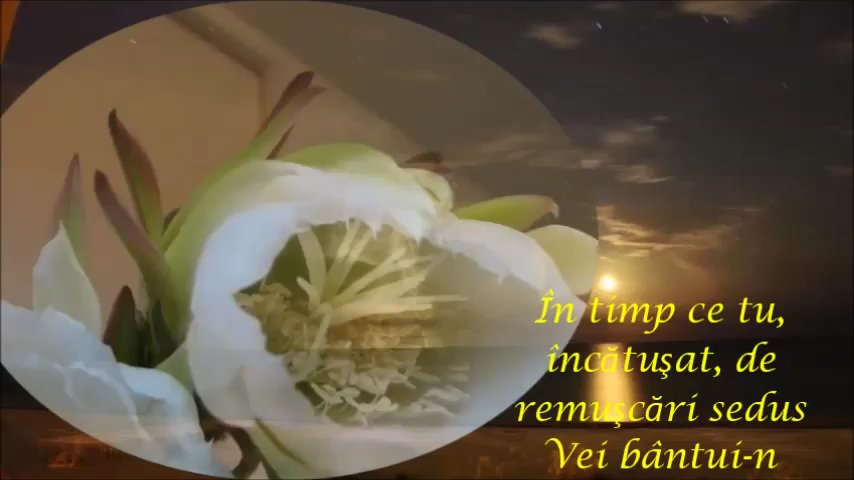 În timp ce tu,
încătuşat, de
remuşcări sedus
Vei bântui-n